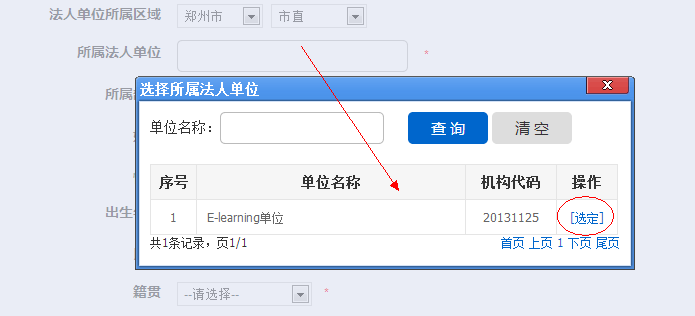 法人单位所属区域 郑州市 市直
所属法人单位 *
所属
选择所属法人单位 x
单位名称： 查 询 清 空
序号 单位名称 机构代码 操作
1 E-learning单位 20131125 [选定]
共1条记录，页1/1 首页 上页 1 下页 尾页
出生
籍贯 --请选择-- *